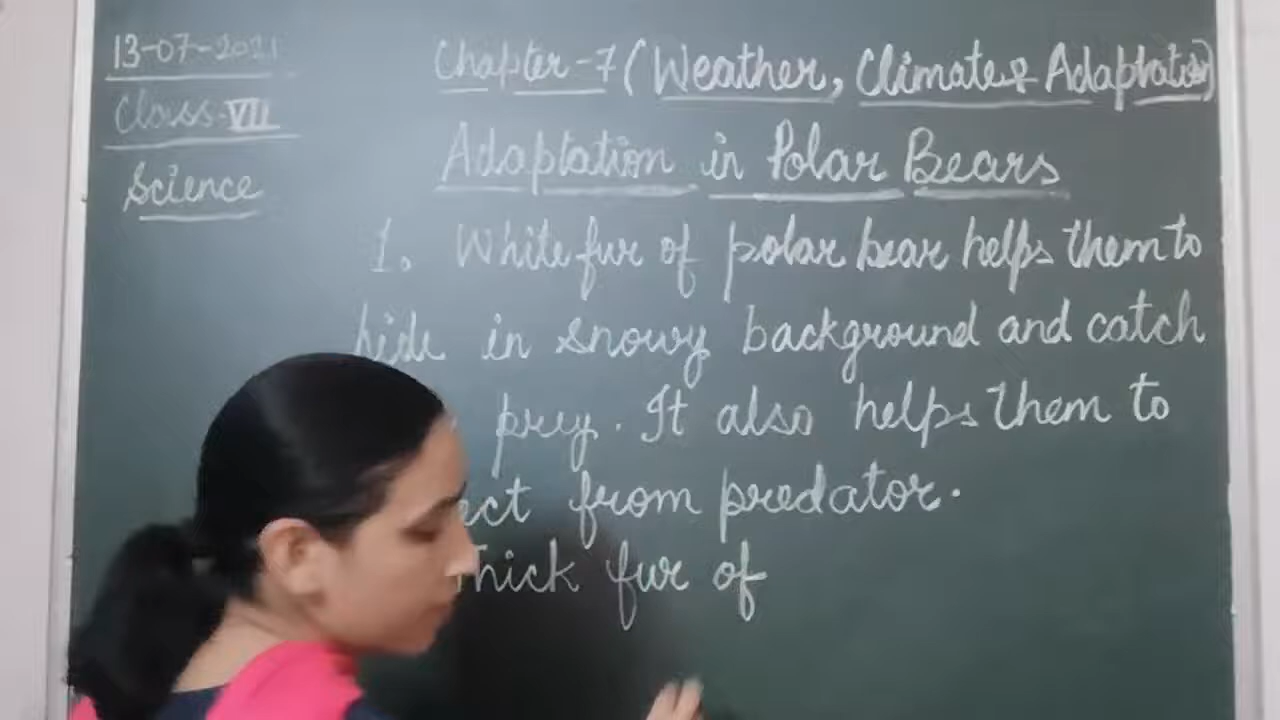 13-07-2021
Class-VII
Science
Chapter-7 (Weather, Climate & Adaptation)
Adaptation in Polar Bears
1. White fur of polar bear helps them to
hide in snowy background and catch
prey. It also helps them to
ect from predator.
Thick fur of